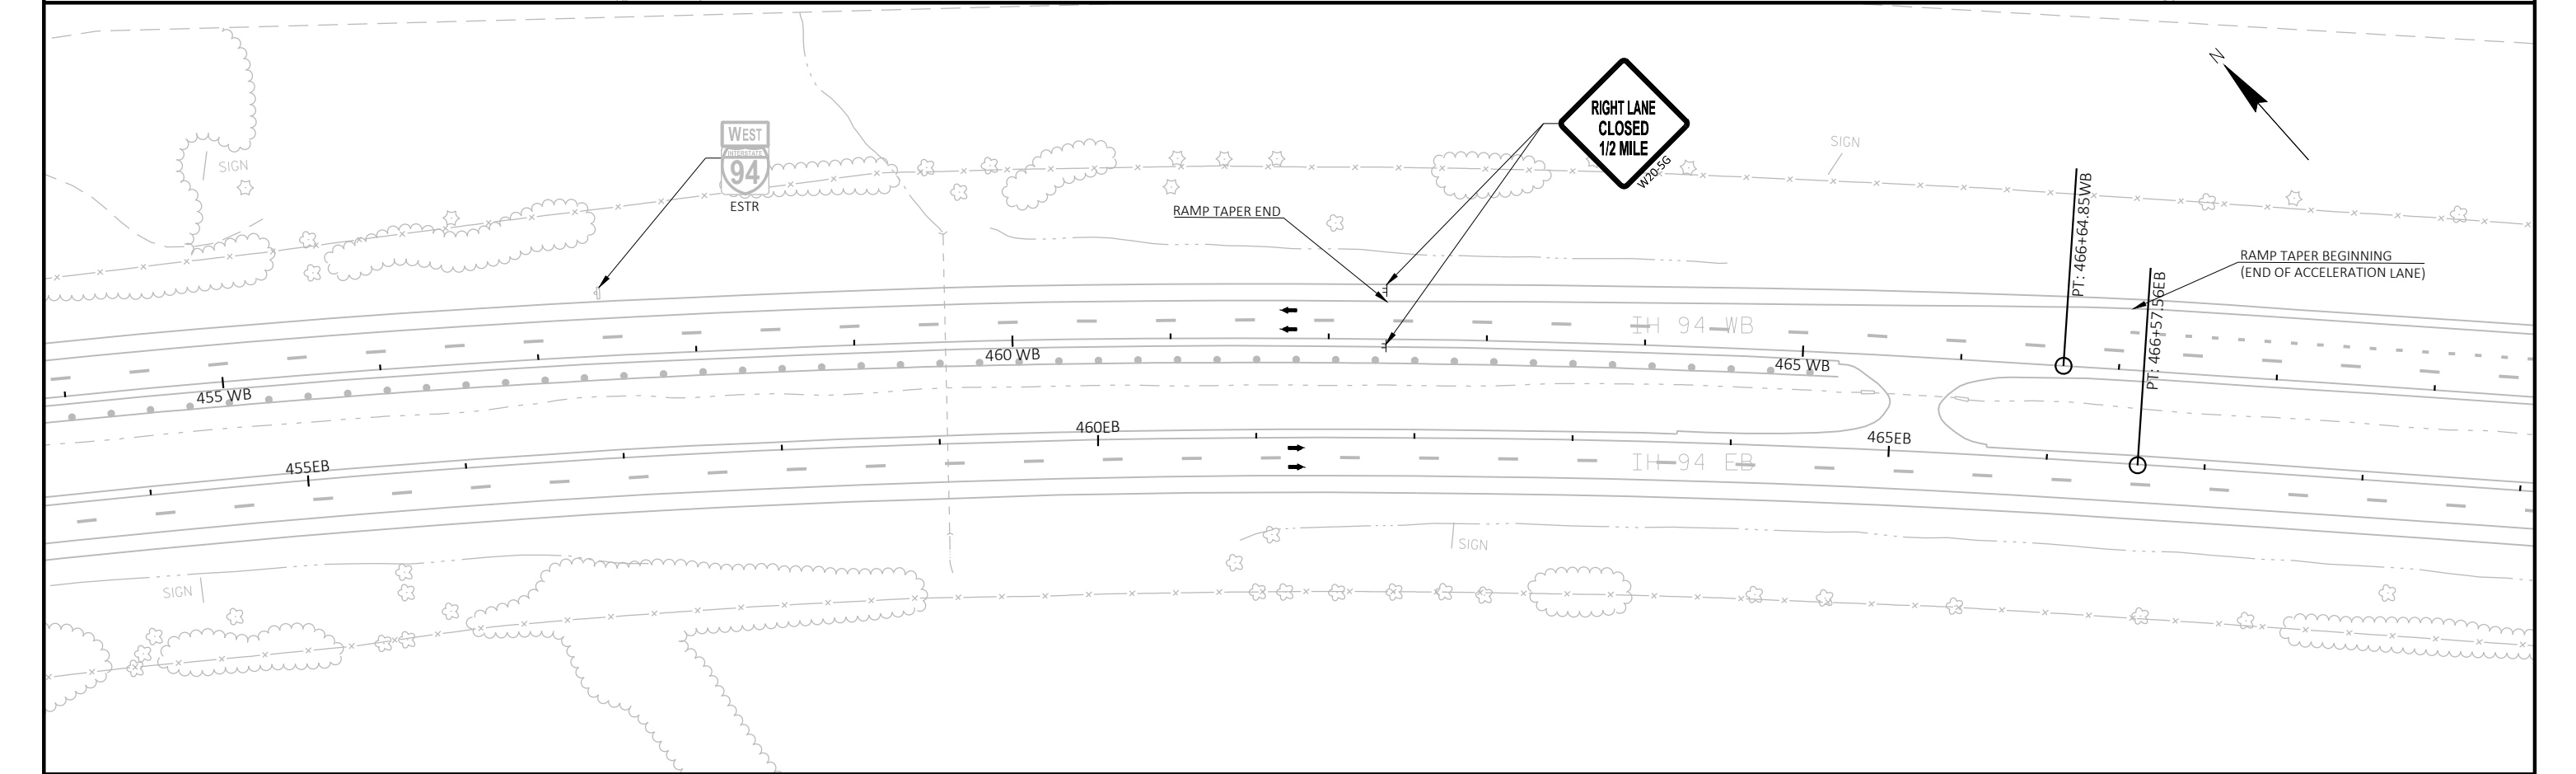 N
WEST
INTERSTATE
94
ESTR
RIGHT LANE
CLOSED
1/2 MILE
W20-5G
SIGN
SIGN
RAMP TAPER END
PT: 466+64.85WB
PT: 466+57.56EB
RAMP TAPER BEGINNING
(END OF ACCELERATION LANE)
IH 94 WB
455 WB
460 WB
465 WB
455EB
460EB
465EB
IH 94 EB
SIGN
SIGN